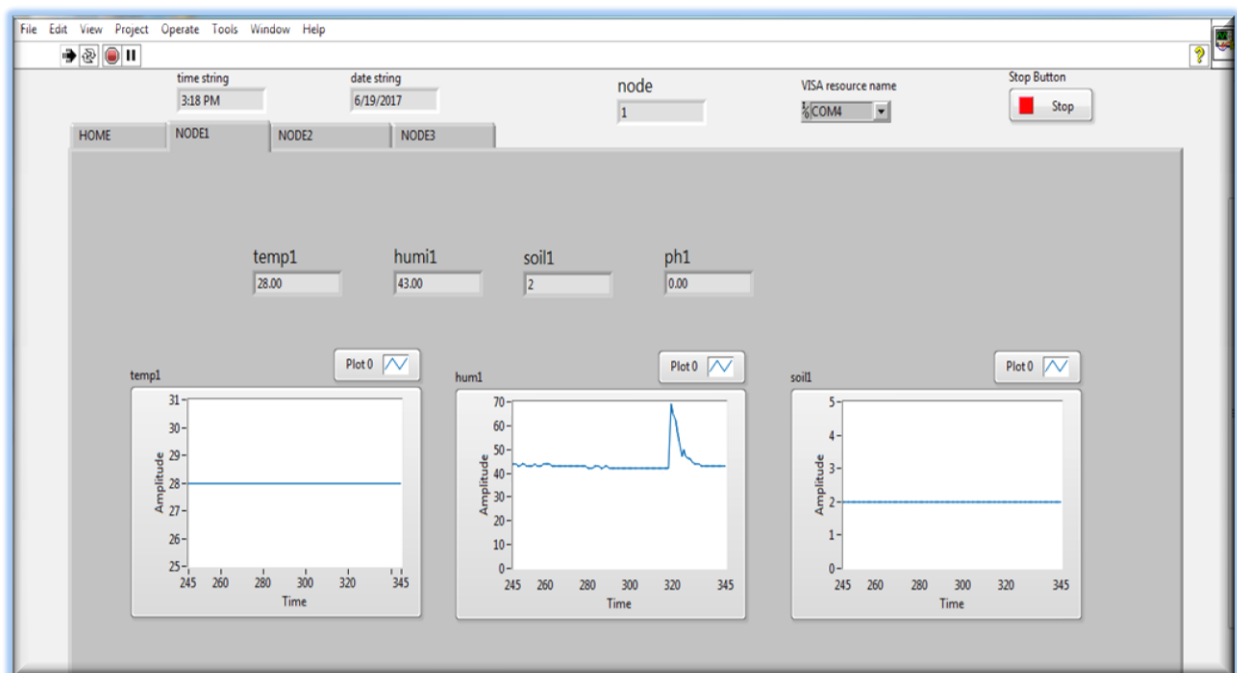 File Edit View Project Operate Tools Window Help
?
time string
3:18 PM
date string
6/19/2017
node
1
VISA resource name
COM4
Stop Button
Stop
HOME NODE1 NODE2 NODE3
temp1
28.00
humi1
43.00
soil1
2
ph1
0.00
temp1
Plot 0
31
30
29
28
27
26
25
Amplitude
245 260 280 300 320 345
Time
hum1
Plot 0
70
60
50
40
30
20
10
0
Amplitude
245 260 280 300 320 345
Time
soil1
Plot 0
5
4
3
2
1
0
Amplitude
245 260 280 300 320 345
Time